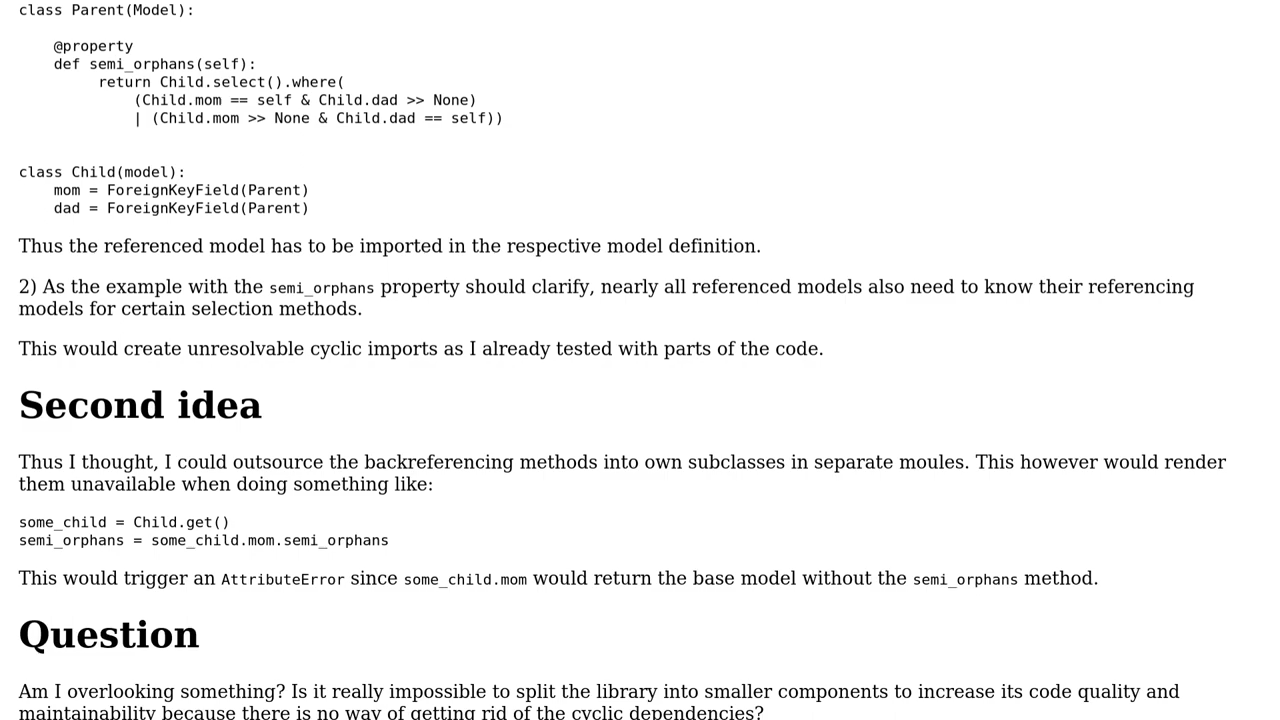 class Parent(Model):
@property
def semi_orphans(self):
return Child.select().where(
(Child.mom == self & Child.dad >> None)
| (Child.mom >> None & Child.dad == self))
class Child(model):
mom = ForeignKeyField(Parent)
dad = ForeignKeyField(Parent)
Thus the referenced model has to be imported in the respective model definition.
2) As the example with the semi_orphans property should clarify, nearly all referenced models also need to know their referencing
models for certain selection methods.
This would create unresolvable cyclic imports as I already tested with parts of the code.
Second idea
Thus I thought, I could outsource the backreferencing methods into own subclasses in separate moules. This however would render
them unavailable when doing something like:
some_child = Child.get()
semi_orphans = some_child.mom.semi_orphans
This would trigger an AttributeError since some_child.mom would return the base model without the semi_orphans method.
Question
Am I overlooking something? Is it really impossible to split the library into smaller components to increase its code quality and
maintainability because there is no way of getting rid of the cyclic dependencies?